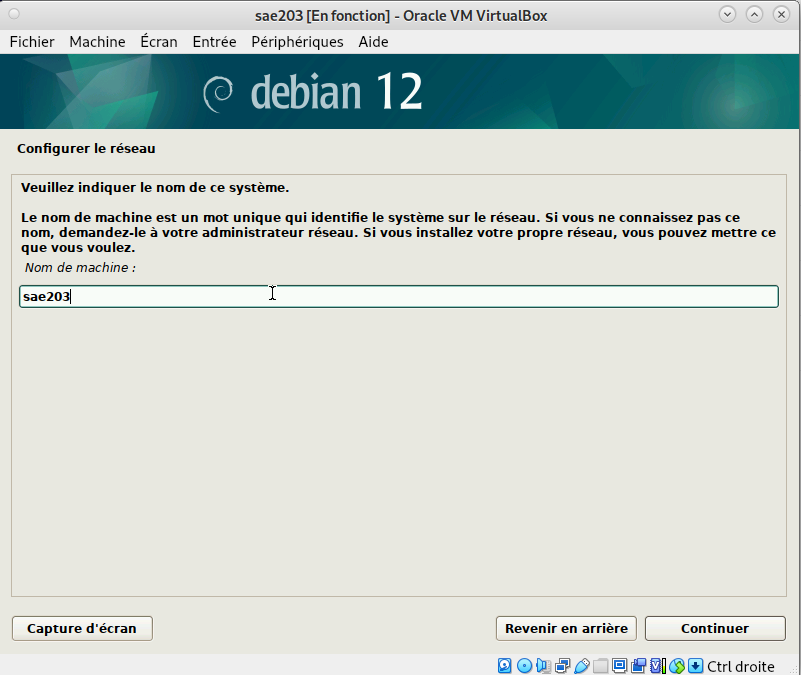 sae203 [En fonction] - Oracle VM VirtualBox
Fichier Machine Écran Entrée Périphériques Aide
debian 12
Configurer le réseau
Veuillez indiquer le nom de ce système.
Le nom de machine est un mot unique qui identifie le système sur le réseau. Si vous ne connaissez pas ce
nom, demandez-le à votre administrateur réseau. Si vous installez votre propre réseau, vous pouvez mettre ce
que vous voulez.
Nom de machine :
sae203
Capture d'écran Revenir en arrière Continuer
Ctrl droite